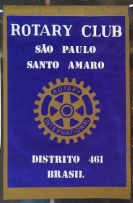 ROTARY CLUB
SÃO PAULO
SANTO AMARO
ROTARY
INTERNATIONAL
DISTRITO 461
BRASIL